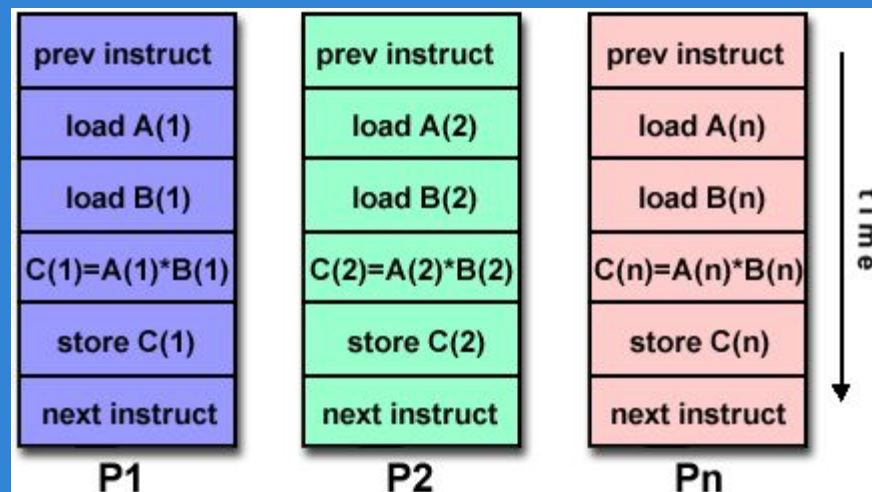 prev instruct
load A(1)
load B(1)
C(1)=A(1)*B(1)
store C(1)
next instruct
P1
prev instruct
load A(2)
load B(2)
C(2)=A(2)*B(2)
store C(2)
next instruct
P2
prev instruct
load A(n)
load B(n)
C(n)=A(n)*B(n)
store C(n)
next instruct
Pn
time